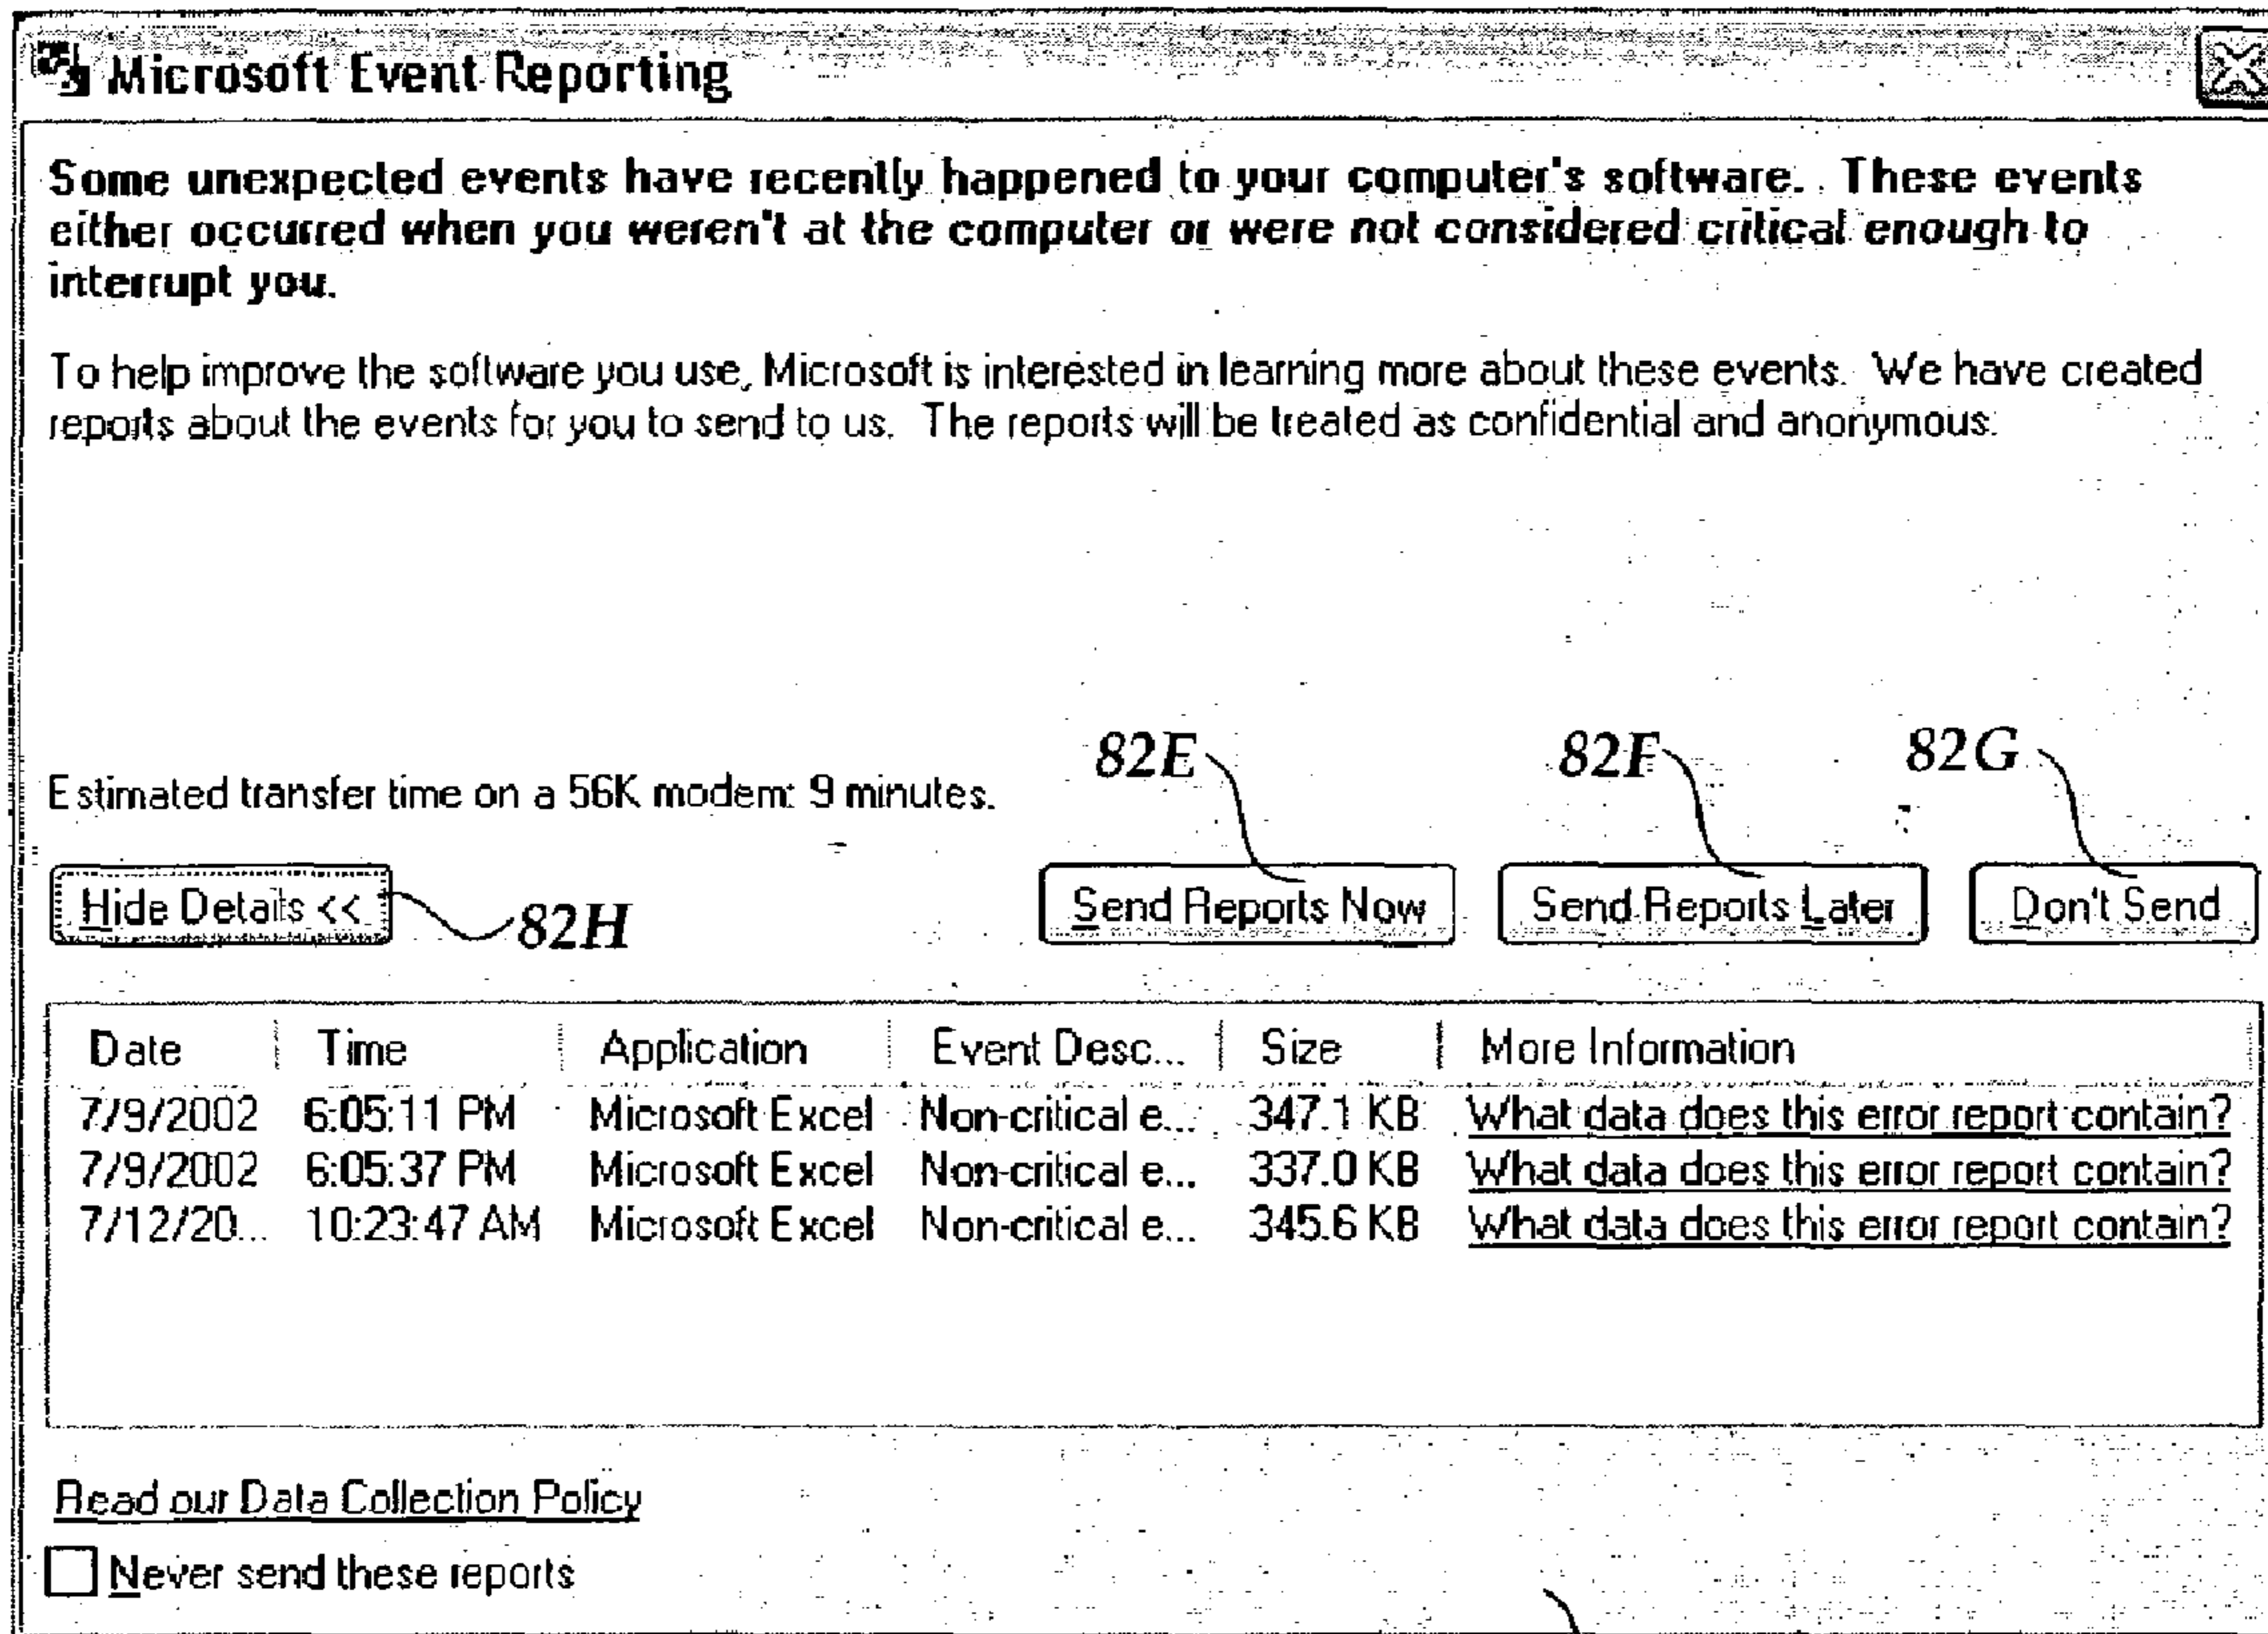 Microsoft Event Reporting
Some unexpected events have recently happened to your computer's software. These events
either occurred when you weren't at the computer or were not considered critical enough to
interrupt you.
To help improve the software you use, Microsoft is interested in learning more about these events. We have created
reports about the events for you to send to us. The reports will be treated as confidential and anonymous.
82E 82F 82G
Estimated transfer time on a 56K modem: 9 minutes.
Hide Details << 82H Send Reports Now Send Reports Later Don't Send
Date Time Application Event Desc... Size More Information
7/9/2002 6:05:11 PM Microsoft Excel Non-critical e... 347.1 KB What data does this error report contain?
7/9/2002 6:05:37 PM Microsoft Excel Non-critical e... 337.0 KB What data does this error report contain?
7/12/20... 10:23:47 AM Microsoft Excel Non-critical e... 345.6 KB What data does this error report contain?
Read our Data Collection Policy
Never send these reports